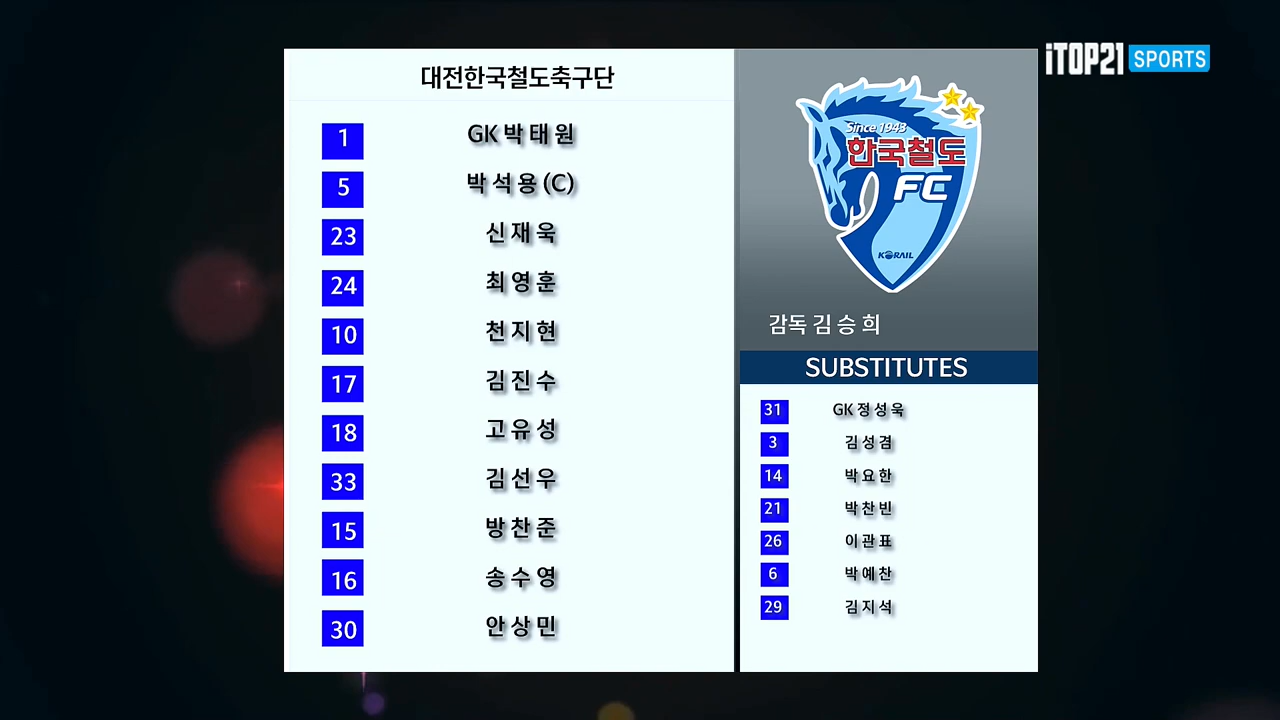 iTOP21 SPORTS
대전한국철도축구단
1 GK 박태원
5 박석용(C)
23 신재욱
24 최영훈
10 천지현
17 김진수
18 고유성
33 김선우
15 방찬준
16 송수영
30 안상민
Since 1943
한국철도
FC
KORAIL
감독 김승희
SUBSTITUTES
31 GK 정성욱
3 김성겸
14 박요한
21 박찬빈
26 이관표
6 박예찬
29 김지석